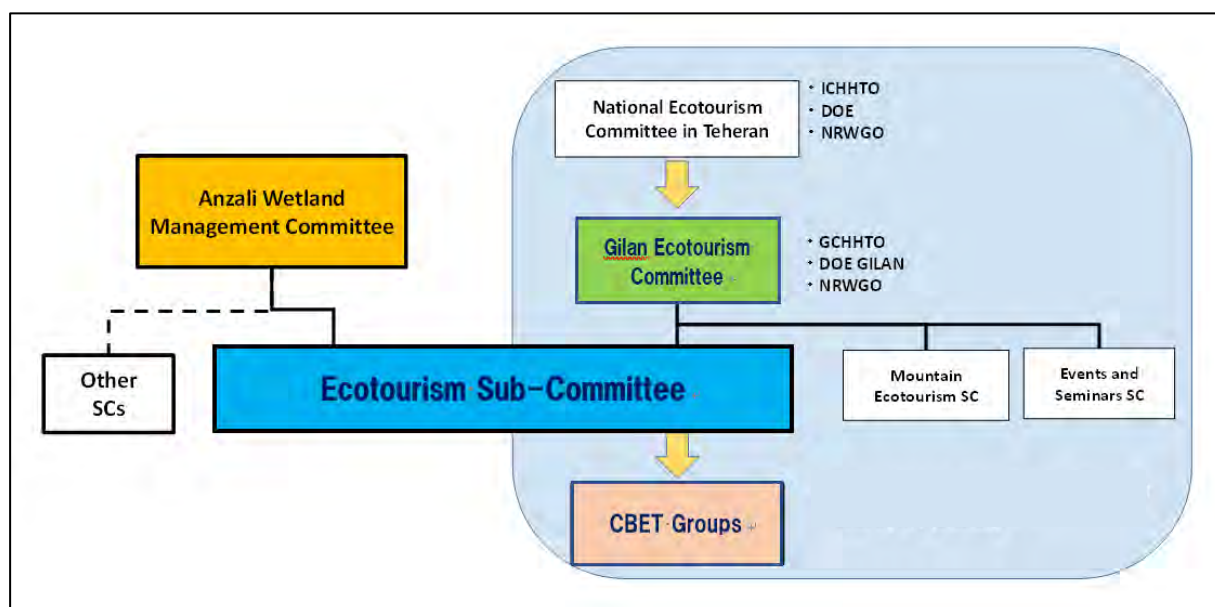 National Ecotourism
Committee in Teheran
・ICHHTO
・DOE
・NRWGO
Anzali Wetland
Management Committee
Gilan Ecotourism
Committee
・GCHHTO
・DOE GILAN
・NRWGO
Other
SCs
Ecotourism Sub-Committee
Mountain
Ecotourism SC
Events and
Seminars SC
CBET Groups